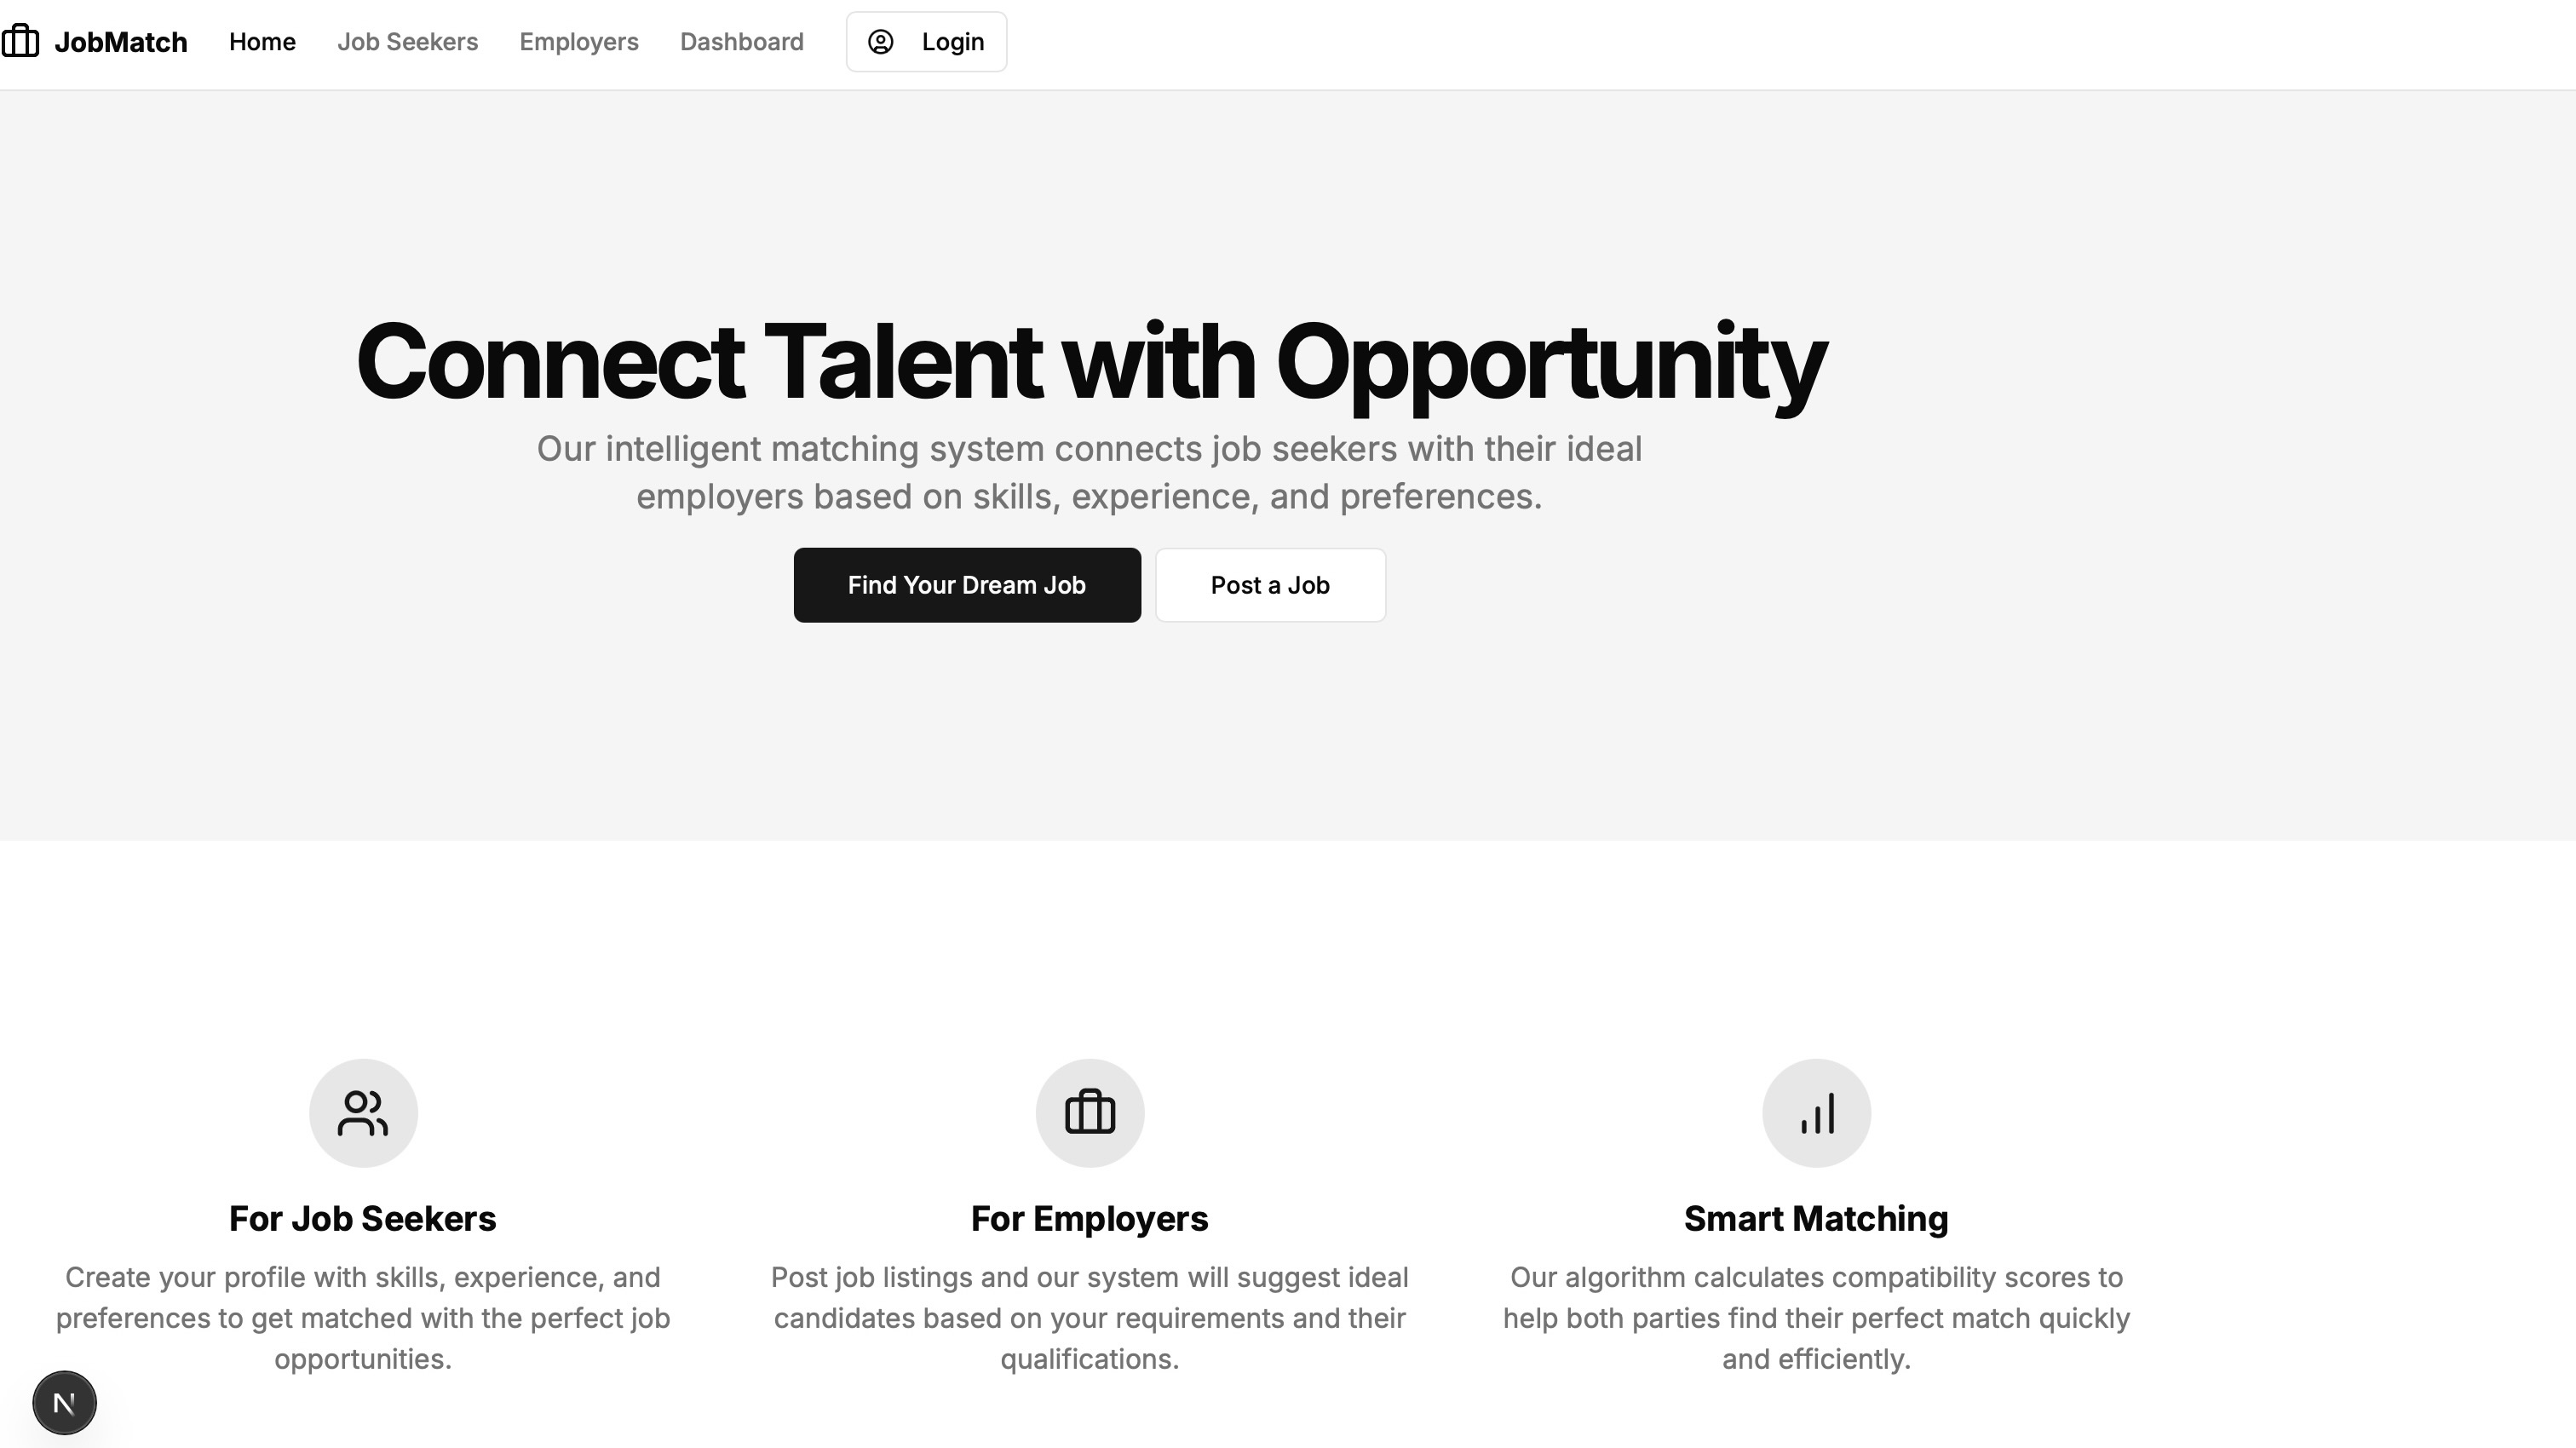 JobMatch Home Job Seekers Employers Dashboard Login
Connect Talent with Opportunity
Our intelligent matching system connects job seekers with their ideal
employers based on skills, experience, and preferences.
Find Your Dream Job Post a Job
For Job Seekers
Create your profile with skills, experience, and
preferences to get matched with the perfect job
opportunities.
For Employers
Post job listings and our system will suggest ideal
candidates based on your requirements and their
qualifications.
Smart Matching
Our algorithm calculates compatibility scores to
help both parties find their perfect match quickly
and efficiently.
N